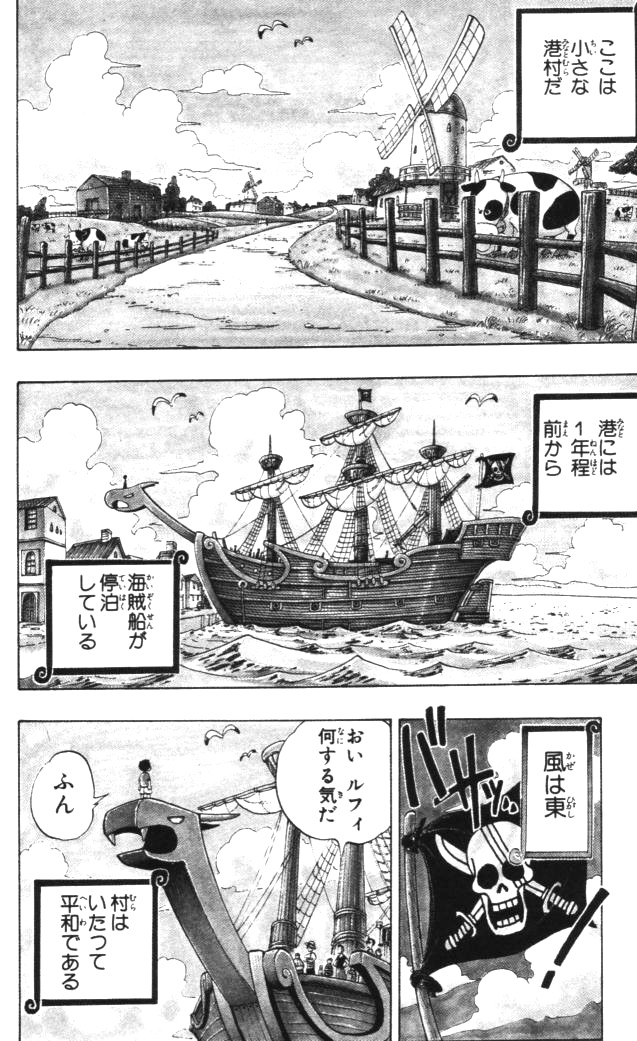 ここは
小さな
港村だ
港には
1年程
前から
海賊船が
停泊
している
風は東
バサバサッ…!
おい ルフィ
何する気だ
ふん
村は
いたって
平和である